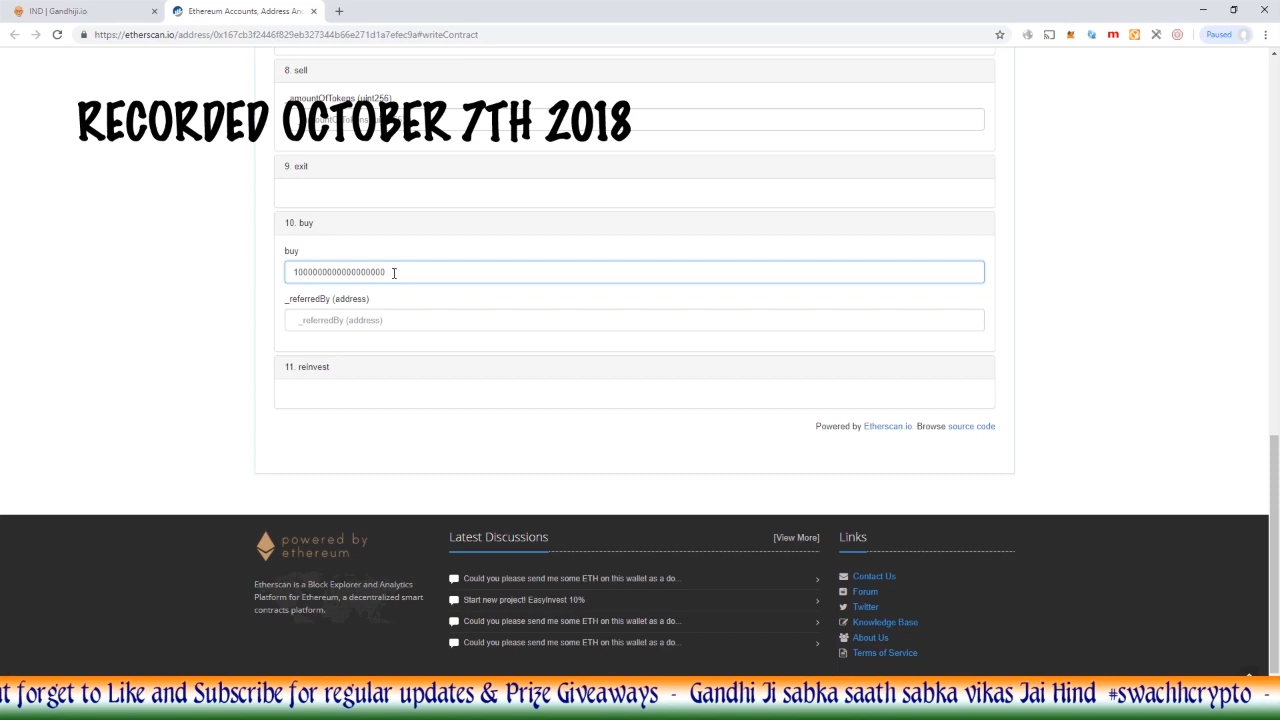 IND | Gandhiji.io
Ethereum Accounts, Address An
https://etherscan.io/address/0x167cb3f2446f829eb327344b66e271d1a7efec9a#writeContract
Paused
8. sell
_amountOfTokens (uint256)
RECORDED OCTOBER 7TH 2018
9. exit
10. buy
buy
1000000000000000000
_referredBy (address)
_referredBy (address)
11. reinvest
Powered by Etherscan.io. Browse source code
powered by
ethereum
Etherscan is a Block Explorer and Analytics
Platform for Ethereum, a decentralized smart
contracts platform.
Latest Discussions
[View More]
Could you please send me some ETH on this wallet as a do...
Start new project! EasyInvest 10%
Could you please send me some ETH on this wallet as a do...
Could you please send me some ETH on this wallet as a do...
Links
Contact Us
Forum
Twitter
Knowledge Base
About Us
Terms of Service
t forget to Like and Subscribe for regular updates & Prize Giveaways - Gandhi Ji sabka saath sabka vikas Jai Hind #swachhcrypto -